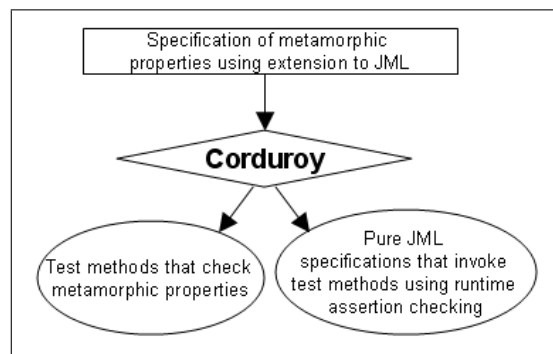 Specification of metamorphic
properties using extension to JML
Corduroy
Test methods that check
metamorphic properties
Pure JML
specifications that invoke
test methods using runtime
assertion checking